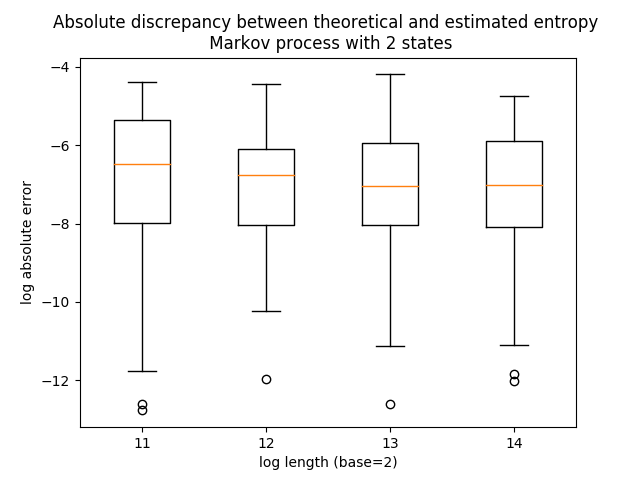 Absolute discrepancy between theoretical and estimated entropy
Markov process with 2 states
−4
−6
−8
−10
−12
log absolute error
11 12 13 14
log length (base=2)